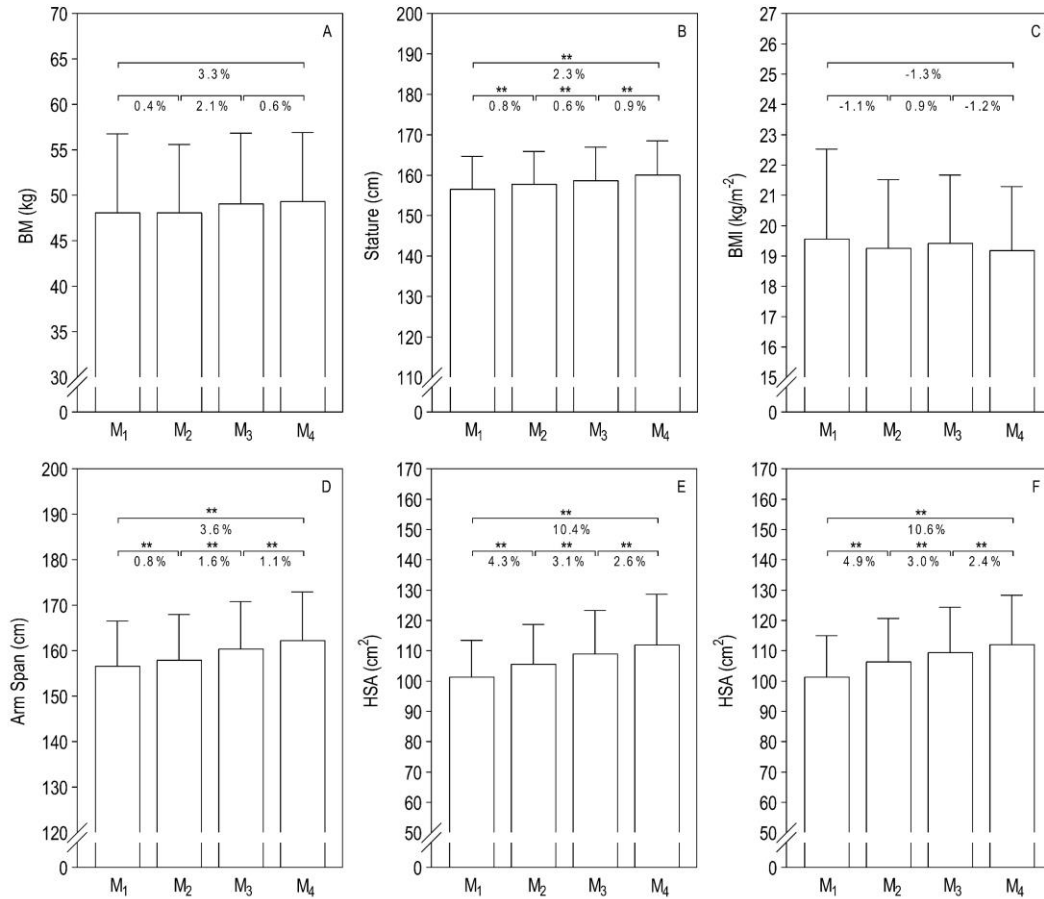 A
BM (kg)
70
65
60
55
50
45
40
35
30
0
3.3%
0.4% 2.1% 0.6%
M₁ M₂ M₃ M₄
B
Stature (cm)
200
190
180
170
160
150
140
130
120
110
0
**
2.3%
** ** **
0.8% 0.6% 0.9%
M₁ M₂ M₃ M₄
C
BMI (kg/m⁻²)
27
26
25
24
23
22
21
20
19
18
17
16
15
0
-1.3%
-1.1% 0.9% -1.2%
M₁ M₂ M₃ M₄
D
Arm Span (cm)
200
190
180
170
160
150
140
130
120
0
**
3.6%
** ** **
0.8% 1.6% 1.1%
M₁ M₂ M₃ M₄
E
HSA (cm²)
170
160
150
140
130
120
110
100
90
80
70
60
50
0
**
10.4%
** ** **
4.3% 3.1% 2.6%
M₁ M₂ M₃ M₄
F
HSA (cm²)
170
160
150
140
130
120
110
100
90
80
70
60
50
0
**
10.6%
** ** **
4.9% 3.0% 2.4%
M₁ M₂ M₃ M₄